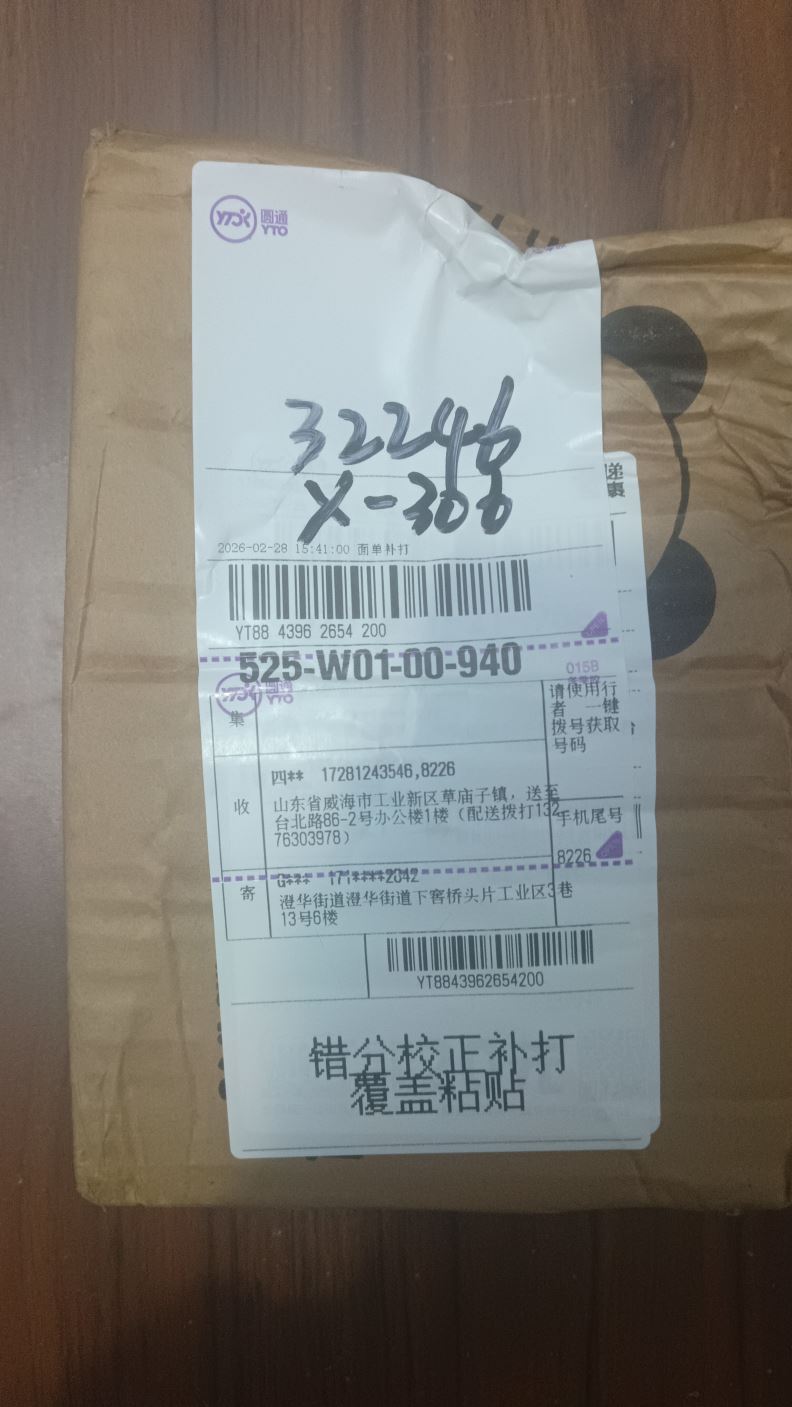 圆通
YTO
32246
X-300
2026-02-28 15:41:00 面单补打
YT88 4396 2654 200
525-W01-00-940
015B
圆通
YTO
集
请使用行
者 一键
拨号获取
号码
收
四** 17281243546,8226
山东省威海市工业新区草庙子镇，送至
台北路86-2号办公楼1楼（配送拨打132
76303978）
手机尾号
8226
寄
G*** 171****2042
澄华街道澄华街道下窖桥头片工业区3巷
13号6楼
YT8843962654200
错分校正补打
覆盖粘贴
递
裹